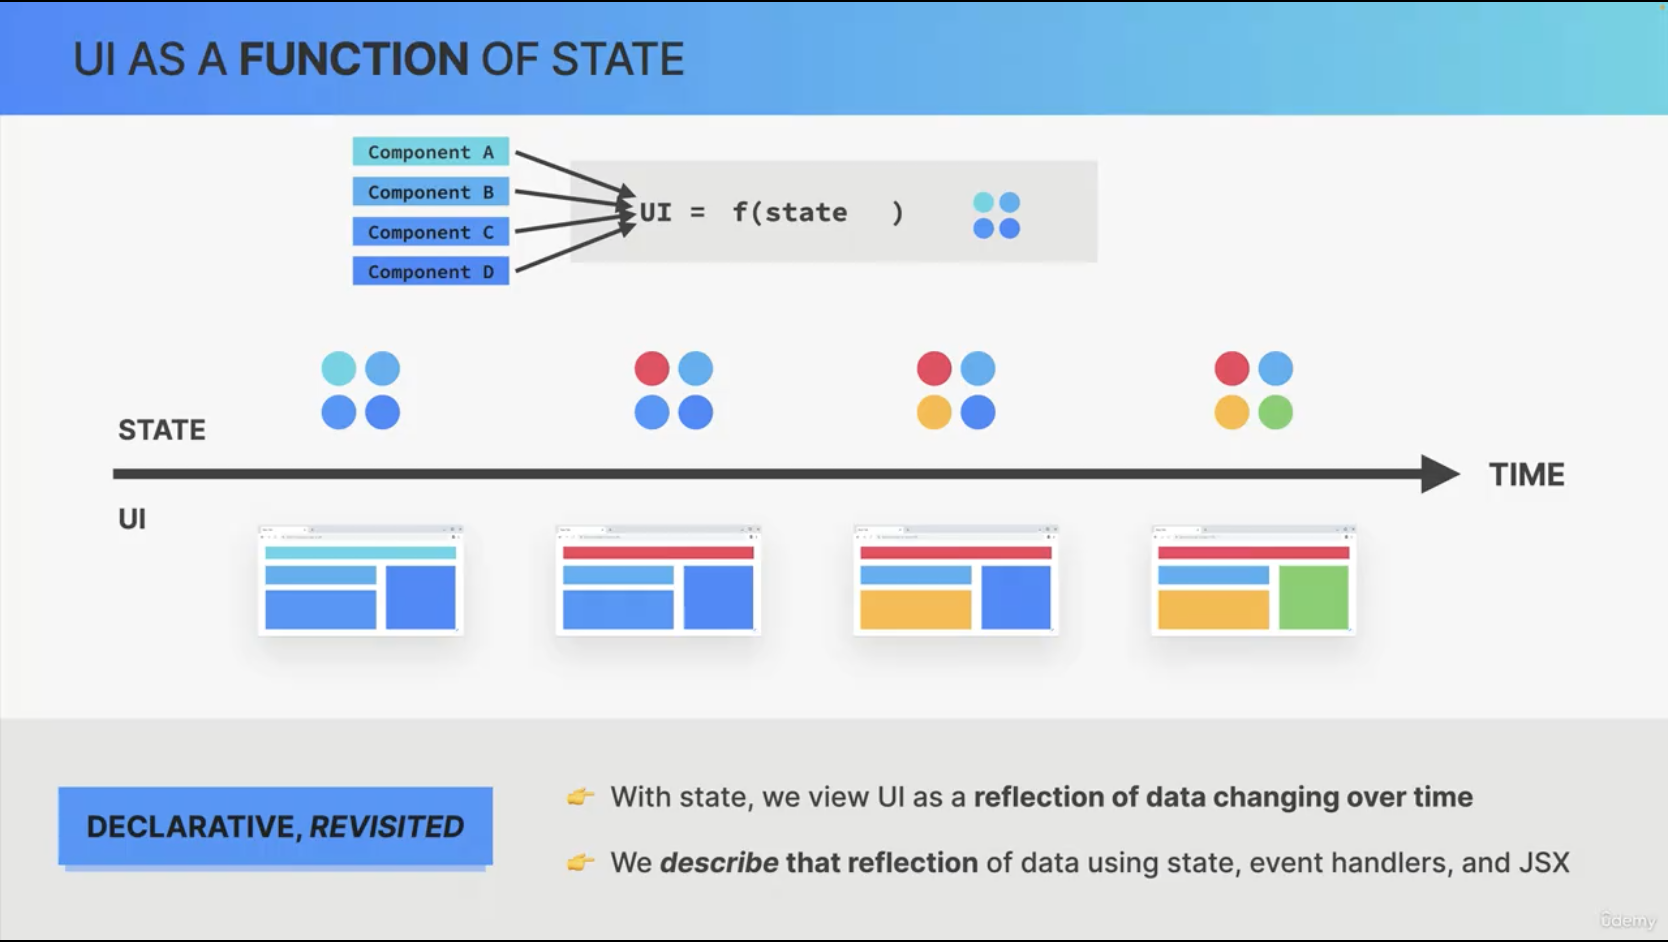 UI AS A FUNCTION OF STATE
Component A
Component B
Component C
Component D
UI = f(state )
STATE
TIME
UI
DECLARATIVE, REVISITED
With state, we view UI as a reflection of data changing over time
We describe that reflection of data using state, event handlers, and JSX
ûdemy